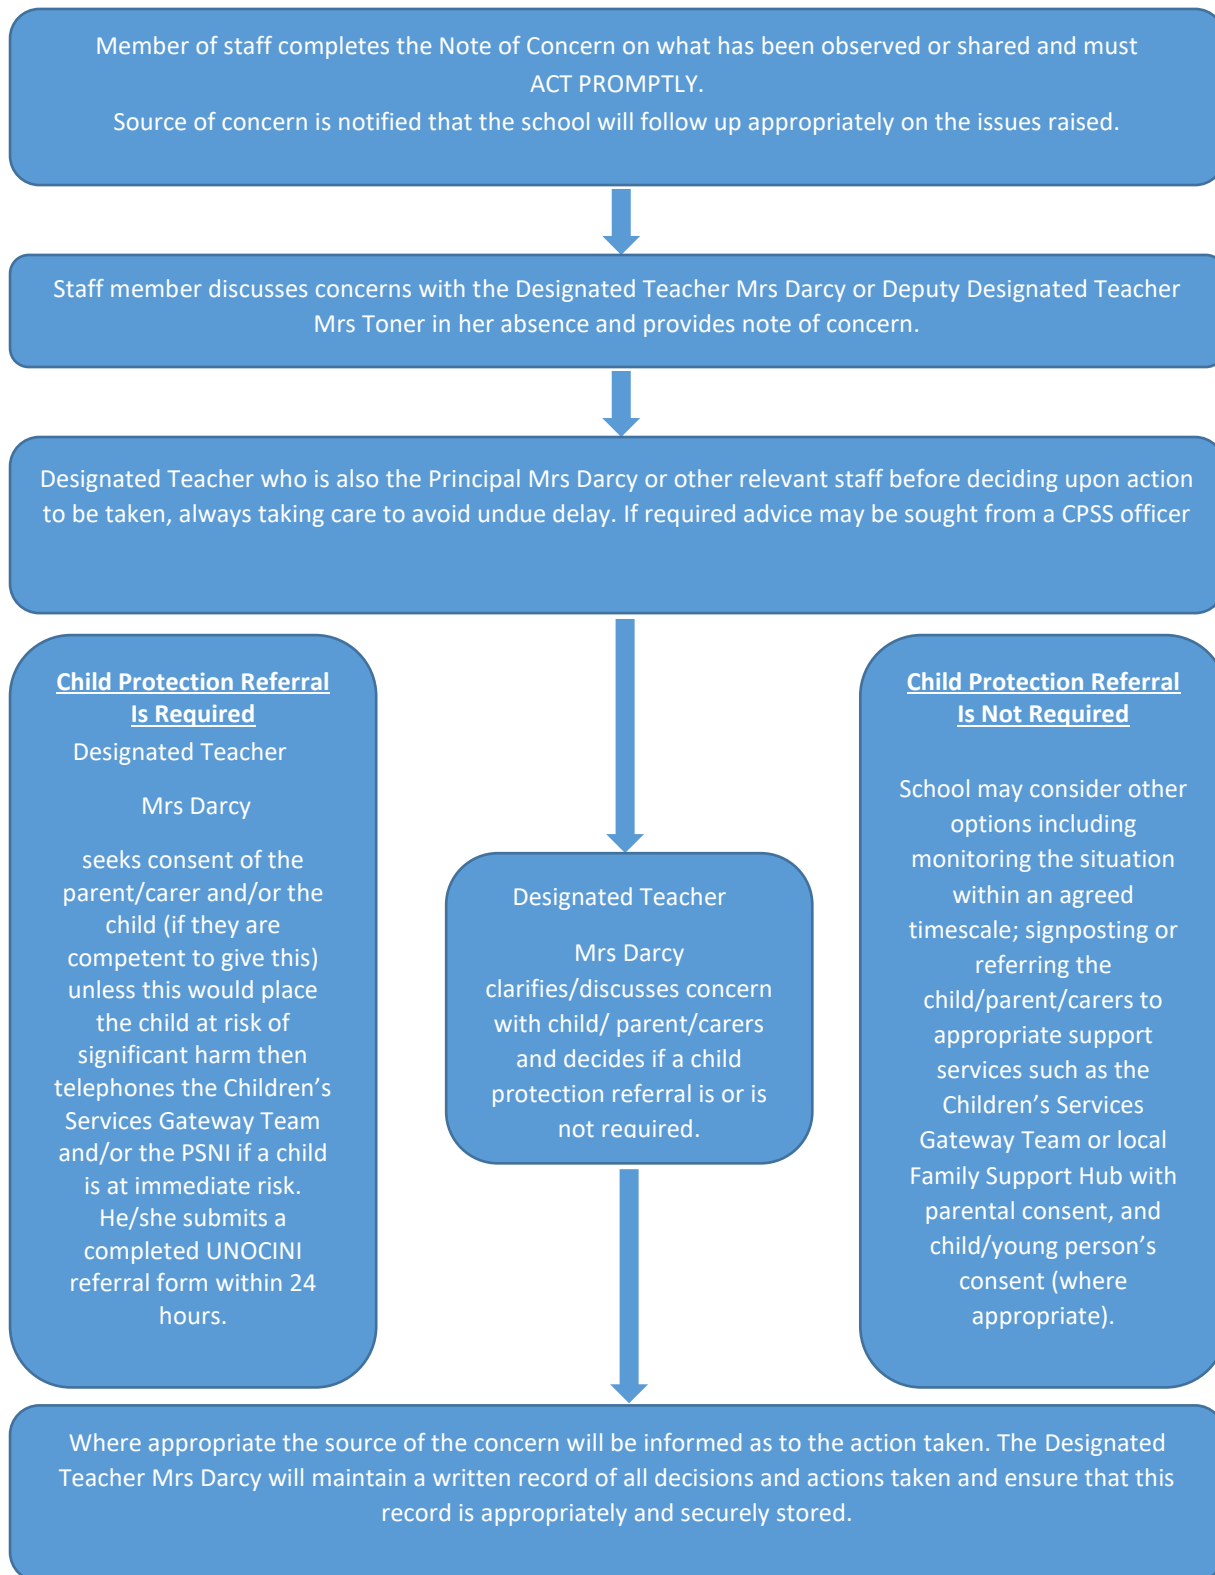 Member of staff completes the Note of Concern on what has been observed or shared and must
ACT PROMPTLY.
Source of concern is notified that the school will follow up appropriately on the issues raised.
Staff member discusses concerns with the Designated Teacher Mrs Darcy or Deputy Designated Teacher
Mrs Toner in her absence and provides note of concern.
Designated Teacher who is also the Principal Mrs Darcy or other relevant staff before deciding upon action
to be taken, always taking care to avoid undue delay. If required advice may be sought from a CPSS officer
Child Protection Referral
Is Required
Designated Teacher
Mrs Darcy
seeks consent of the
parent/carer and/or the
child (if they are
competent to give this)
unless this would place
the child at risk of
significant harm then
telephones the Children’s
Services Gateway Team
and/or the PSNI if a child
is at immediate risk.
He/she submits a
completed UNOCINI
referral form within 24
hours.
Designated Teacher
Mrs Darcy
clarifies/discusses concern
with child/ parent/carers
and decides if a child
protection referral is or is
not required.
Child Protection Referral
Is Not Required
School may consider other
options including
monitoring the situation
within an agreed
timescale; signposting or
referring the
child/parent/carers to
appropriate support
services such as the
Children’s Services
Gateway Team or local
Family Support Hub with
parental consent, and
child/young person’s
consent (where
appropriate).
Where appropriate the source of the concern will be informed as to the action taken. The Designated
Teacher Mrs Darcy will maintain a written record of all decisions and actions taken and ensure that this
record is appropriately and securely stored.